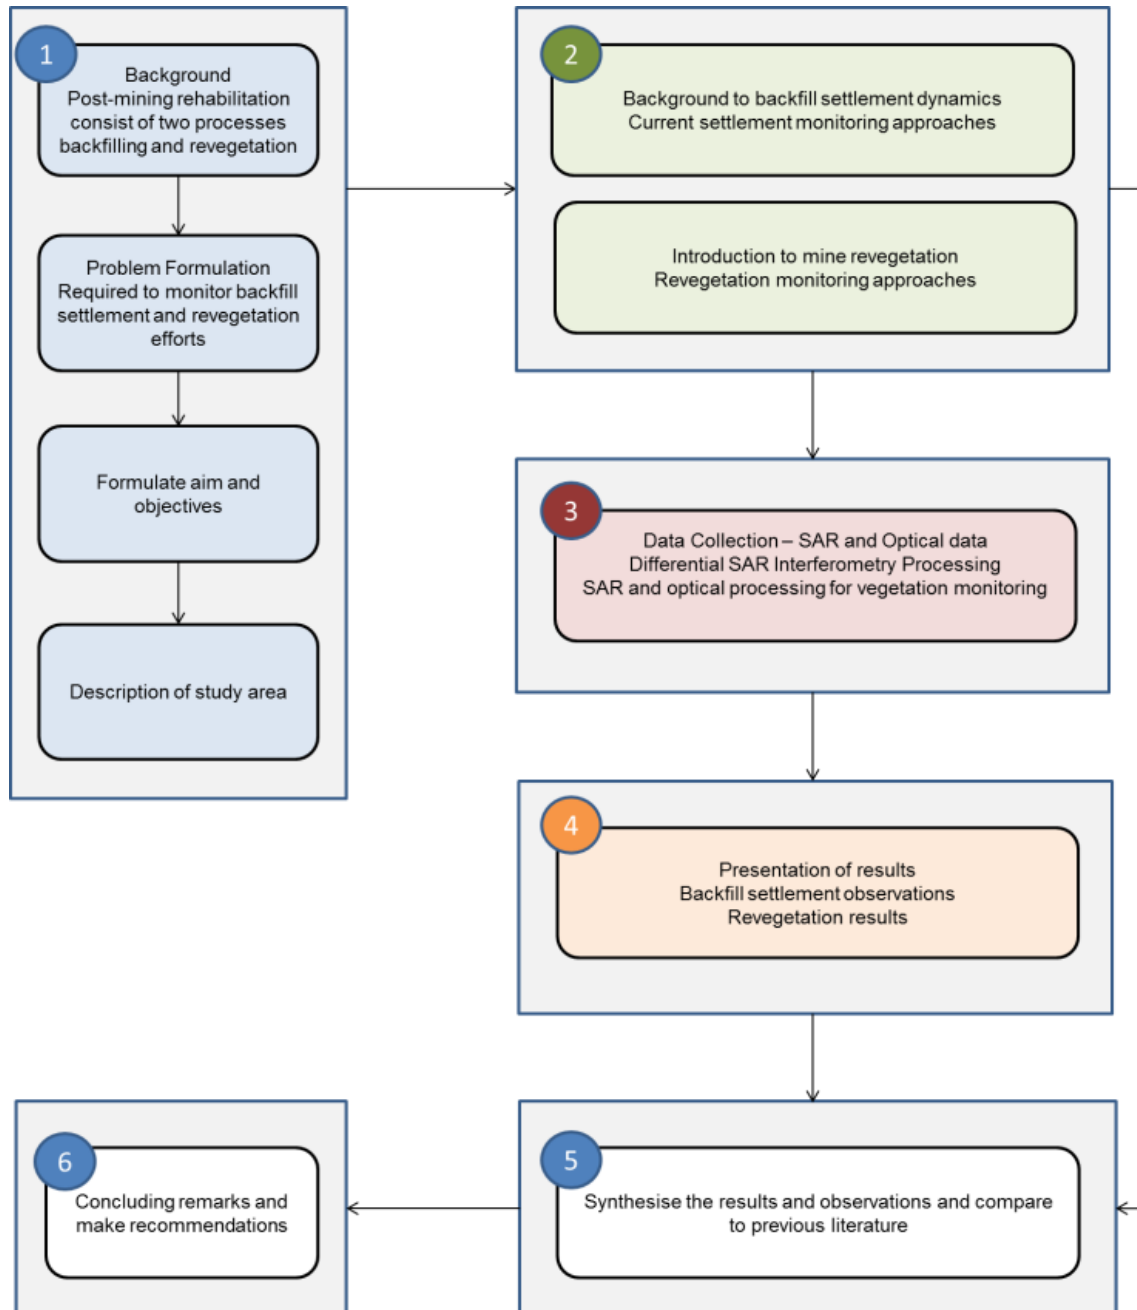 1
Background
Post-mining rehabilitation
consist of two processes
backfilling and revegetation
Problem Formulation
Required to monitor backfill
settlement and revegetation
efforts
Formulate aim and
objectives
Description of study area
2
Background to backfill settlement dynamics
Current settlement monitoring approaches
Introduction to mine revegetation
Revegetation monitoring approaches
3
Data Collection – SAR and Optical data
Differential SAR Interferometry Processing
SAR and optical processing for vegetation monitoring
4
Presentation of results
Backfill settlement observations
Revegetation results
5
Synthesise the results and observations and compare
to previous literature
6
Concluding remarks and
make recommendations